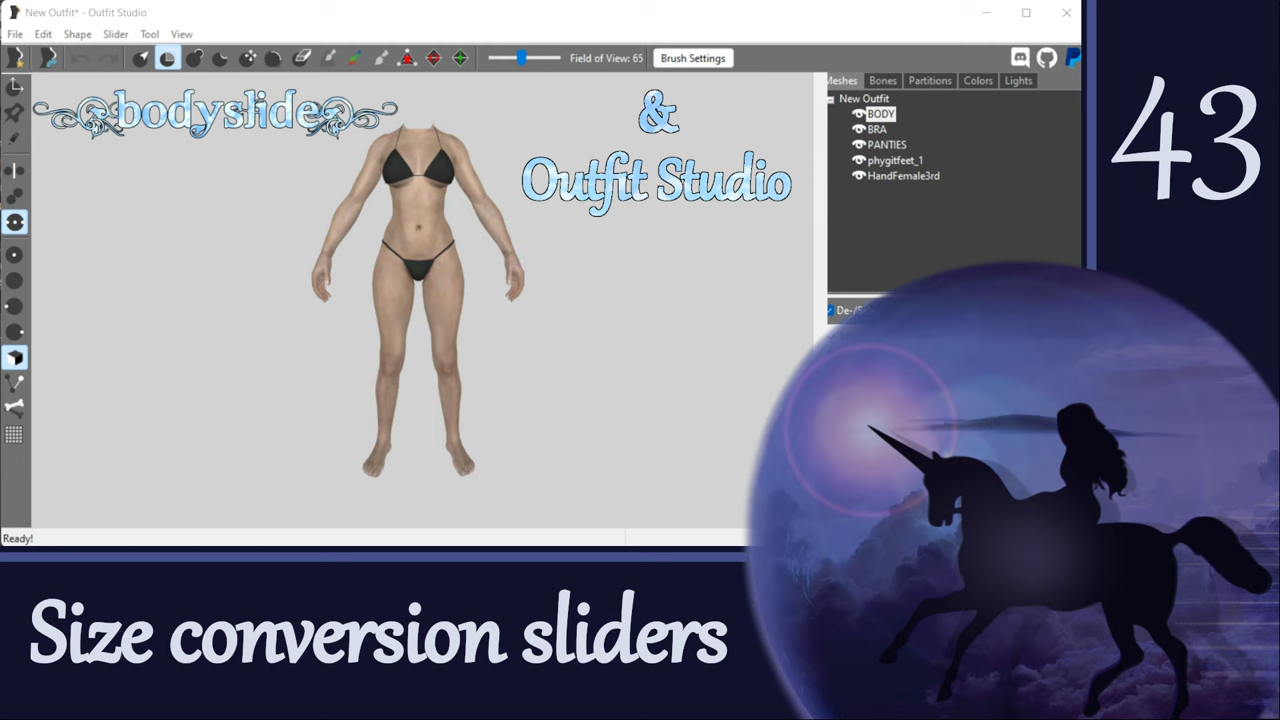 New Outfit* - Outfit Studio
File Edit Shape Slider Tool View
Field of View: 65 Brush Settings
Meshes Bones Partitions Colors Lights
New Outfit
BODY
BRA
PANTIES
phygitfeet_1
HandFemale3rd
bodyslide
&
Outfit Studio
43
Ready!
Size conversion sliders